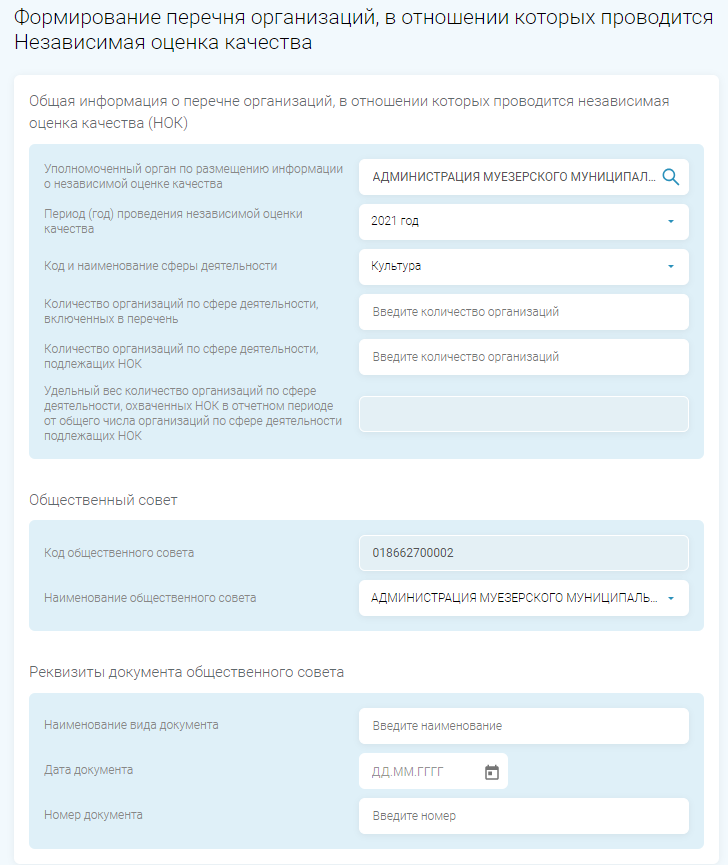 Формирование перечня организаций, в отношении которых проводится
Независимая оценка качества
Общая информация о перечне организаций, в отношении которых проводится независимая
оценка качества (НОК)
Уполномоченный орган по размещению информации
о независимой оценке качества
АДМИНИСТРАЦИЯ МУЕЗЕРСКОГО МУНИЦИПАЛ...
Период (год) проведения независимой оценки
качества
2021 год
Код и наименование сферы деятельности
Культура
Количество организаций по сфере деятельности,
включенных в перечень
Введите количество организаций
Количество организаций по сфере деятельности,
подлежащих НОК
Введите количество организаций
Удельный вес количество организаций по сфере
деятельности, охваченных НОК в отчетном периоде
от общего числа организаций по сфере деятельности
подлежащих НОК
Общественный совет
Код общественного совета
018662700002
Наименование общественного совета
АДМИНИСТРАЦИЯ МУЕЗЕРСКОГО МУНИЦИПАЛЬ...
Реквизиты документа общественного совета
Наименование вида документа
Введите наименование
Дата документа
ДД.ММ.ГГГГ
Номер документа
Введите номер